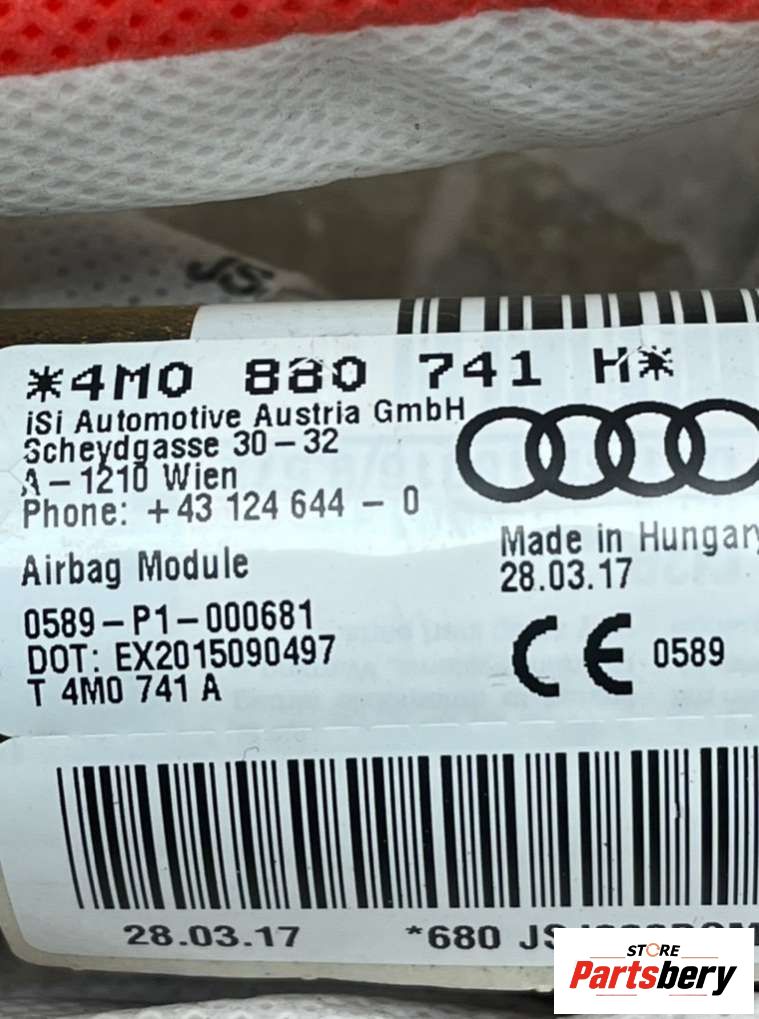 *4M0 880 741 H*
iSi Automotive Austria GmbH
Scheydgasse 30-32
A-1210 Wien
Phone: +43 124 644 - 0
Airbag Module
Made in Hungary
28.03.17
0589-P1-000681
DOT: EX2015090497
T 4M0 741 A
CE 0589
28.03.17 *680
STORE
Partsbery